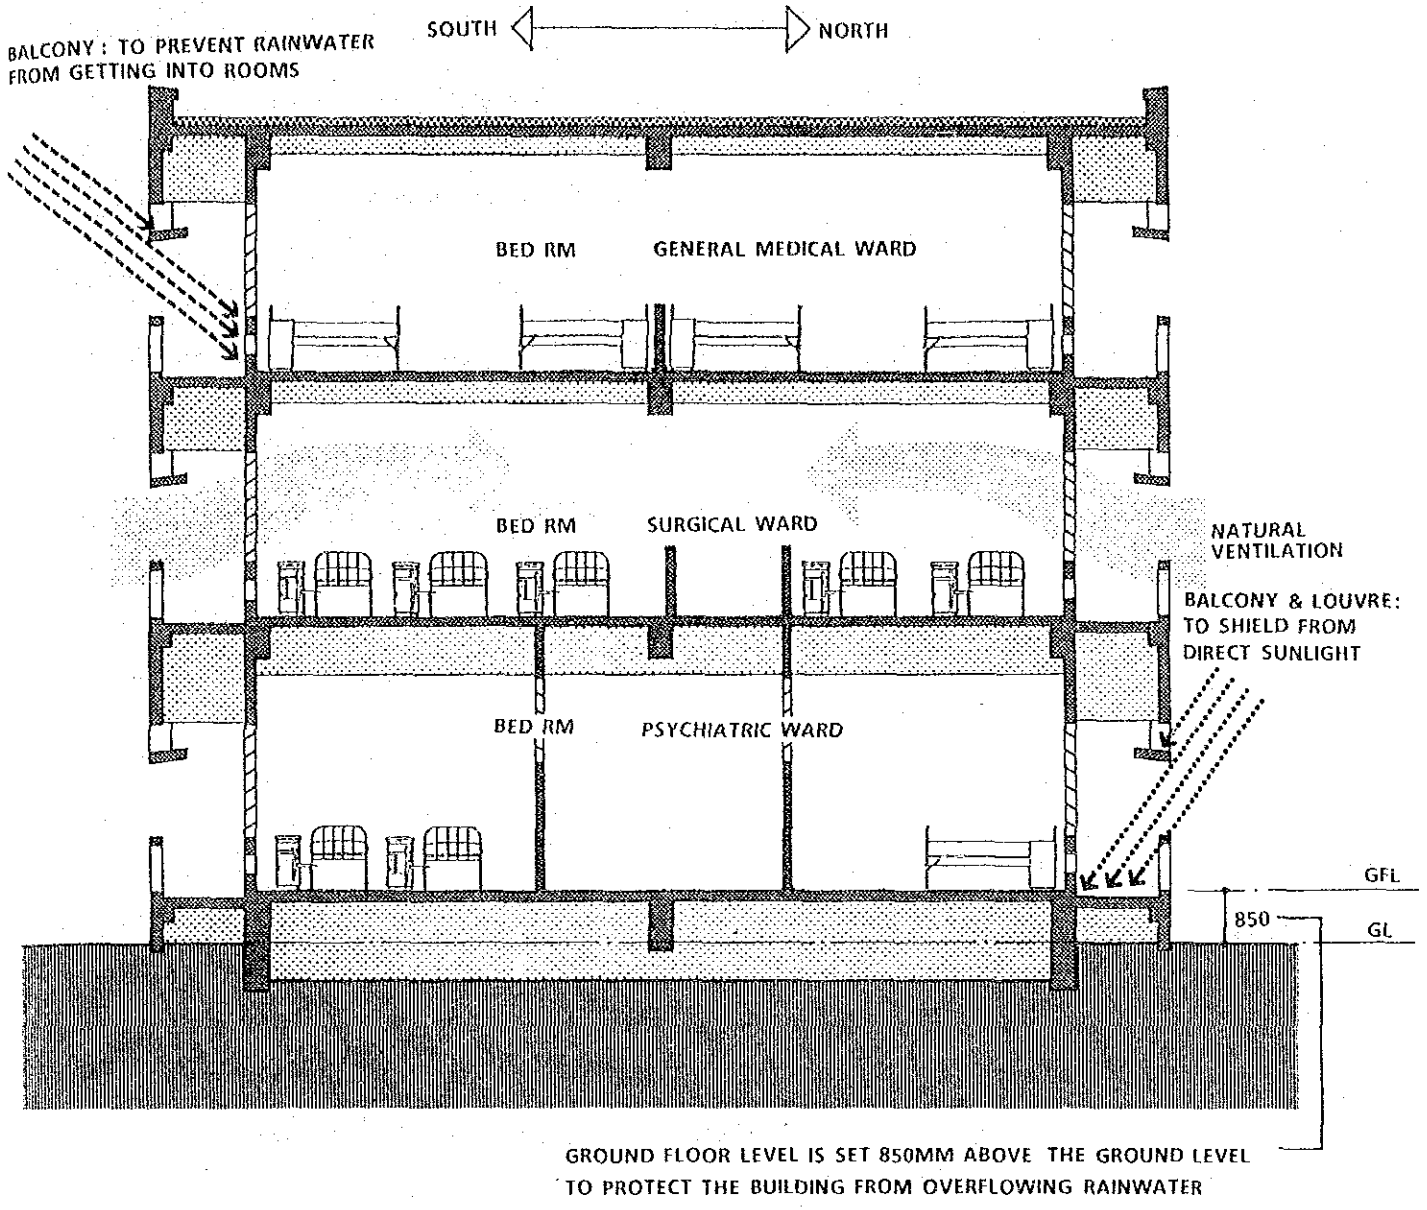 SOUTH
NORTH
BALCONY : TO PREVENT RAINWATER
FROM GETTING INTO ROOMS
BED RM
GENERAL MEDICAL WARD
BED RM
SURGICAL WARD
NATURAL
VENTILATION
BALCONY & LOUVRE:
TO SHIELD FROM
DIRECT SUNLIGHT
BED RM
PSYCHIATRIC WARD
GFL
850
GL
GROUND FLOOR LEVEL IS SET 850MM ABOVE THE GROUND LEVEL
TO PROTECT THE BUILDING FROM OVERFLOWING RAINWATER